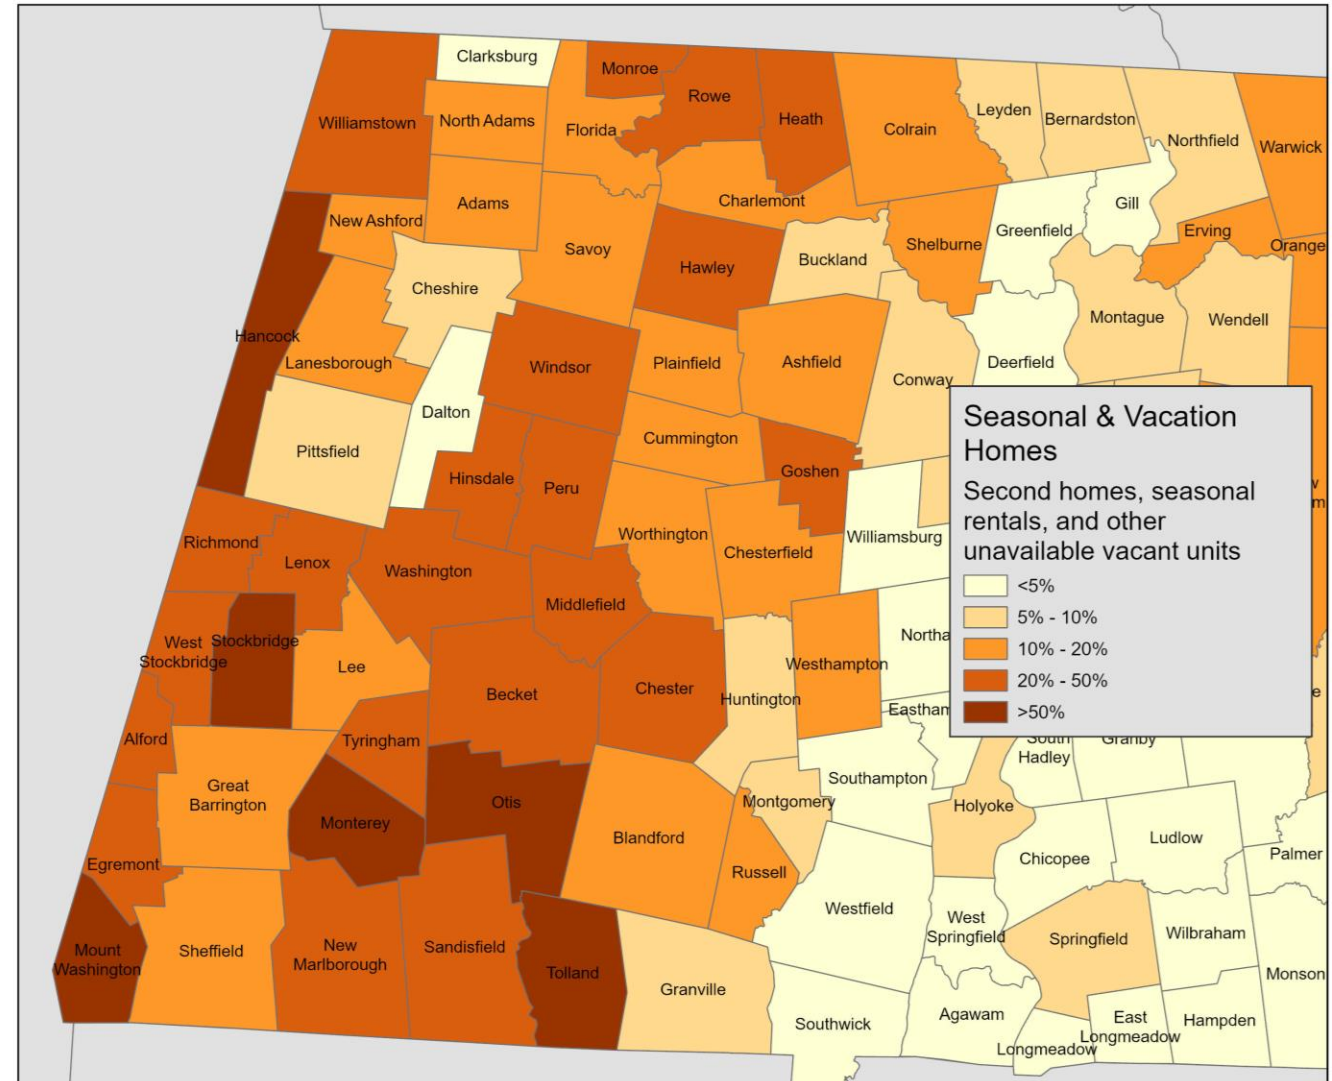 Clarksburg
Monroe
Rowe
Williamstown
North Adams
Florida
Heath
Colrain
Leyden
Bernardston
Northfield
Warwick
Adams
New Ashford
Charlemont
Gill
Greenfield
Erving
Orange
Savoy
Shelburne
Hawley
Buckland
Cheshire
Montague
Wendell
Hancock
Lanesborough
Windsor
Plainfield
Ashfield
Deerfield
Conway
Dalton
Pittsfield
Cummington
Goshen
Hinsdale
Peru
Seasonal & Vacation
Homes
Second homes, seasonal
rentals, and other
unavailable vacant units
<5%
5% - 10%
10% - 20%
20% - 50%
>50%
Richmond
Lenox
Washington
Worthington
Chesterfield
Williamsburg
Middlefield
West
Stockbridge
Stockbridge
Lee
Northa
Westhampton
Becket
Chester
Huntington
Eastham
Alford
Tyringham
South
Hadley
Granby
Great
Barrington
Southampton
Otis
Montgomery
Holyoke
Monterey
Blandford
Ludlow
Chicopee
Palmer
Egremont
Russell
Westfield
West
Springfield
Springfield
Wilbraham
Mount
Washington
Sheffield
New
Marlborough
Sandisfield
Tolland
Monson
Granville
Southwick
Agawam
East
Longmeadow
Hampden
Longmeadow